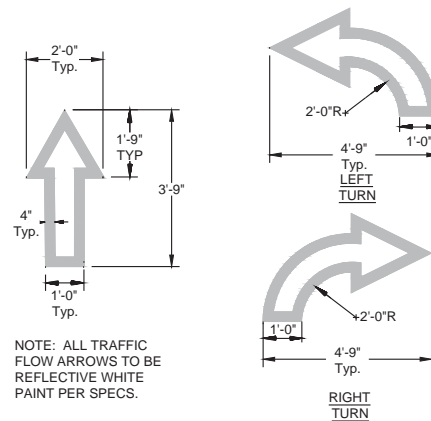 2'-0"
Typ.
1'-9"
TYP
3'-9"
4"
Typ.
1'-0"
Typ.
NOTE: ALL TRAFFIC
FLOW ARROWS TO BE
REFLECTIVE WHITE
PAINT PER SPECS.
2'-0"R
1'-0"
4'-9"
Typ.
LEFT
TURN
2'-0"R
1'-0"
4'-9"
Typ.
RIGHT
TURN